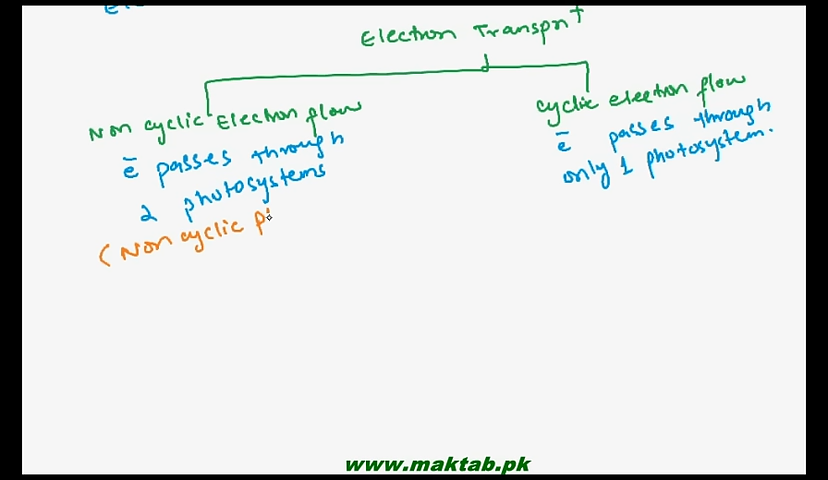 Electron Transport
Non cyclic Electron flow
e̅ passes through
2 photosystems
(Non cyclic p
cyclic electron flow
e̅ passes through
only 1 photosystem.
www.maktab.pk